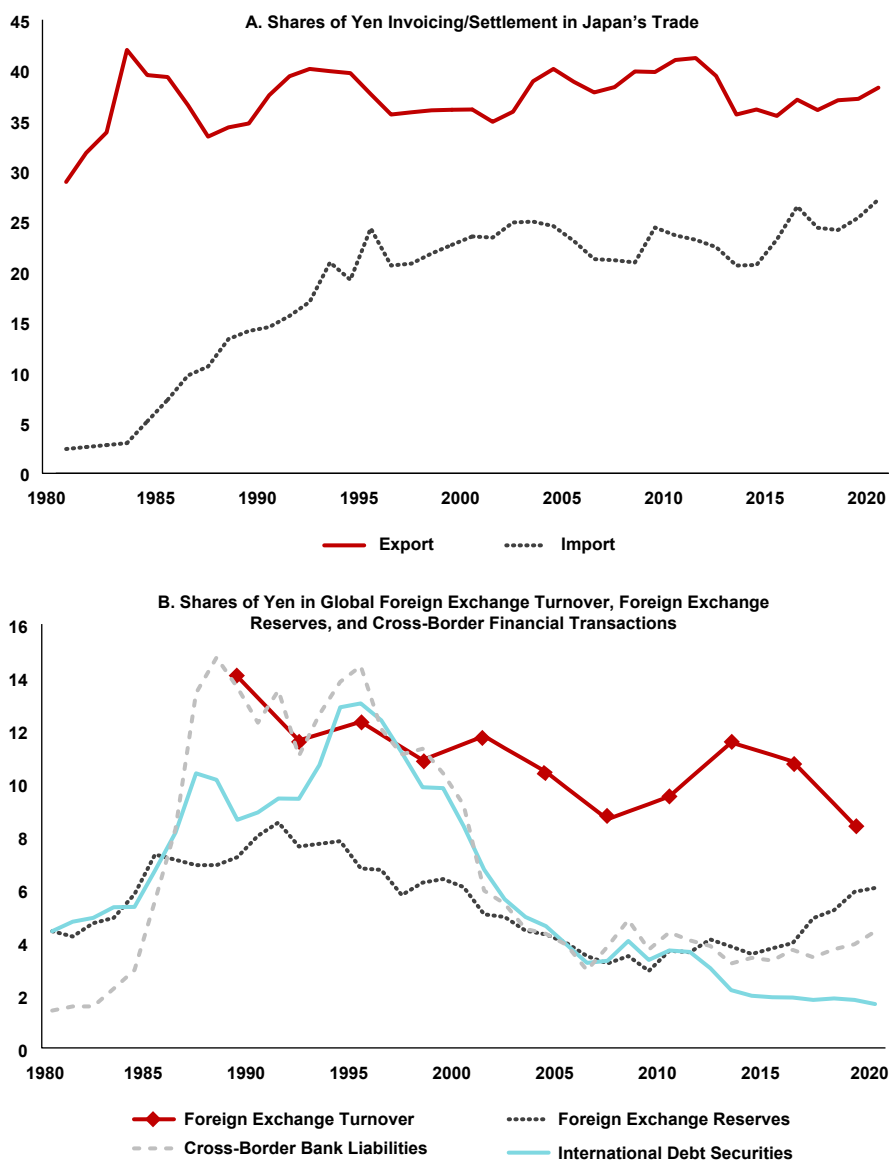 A. Shares of Yen Invoicing/Settlement in Japan's Trade
45
40
35
30
25
20
15
10
5
0
1980 1985 1990 1995 2000 2005 2010 2015 2020
Export Import
B. Shares of Yen in Global Foreign Exchange Turnover, Foreign Exchange
Reserves, and Cross-Border Financial Transactions
16
14
12
10
8
6
4
2
0
1980 1985 1990 1995 2000 2005 2010 2015 2020
Foreign Exchange Turnover Foreign Exchange Reserves
Cross-Border Bank Liabilities International Debt Securities